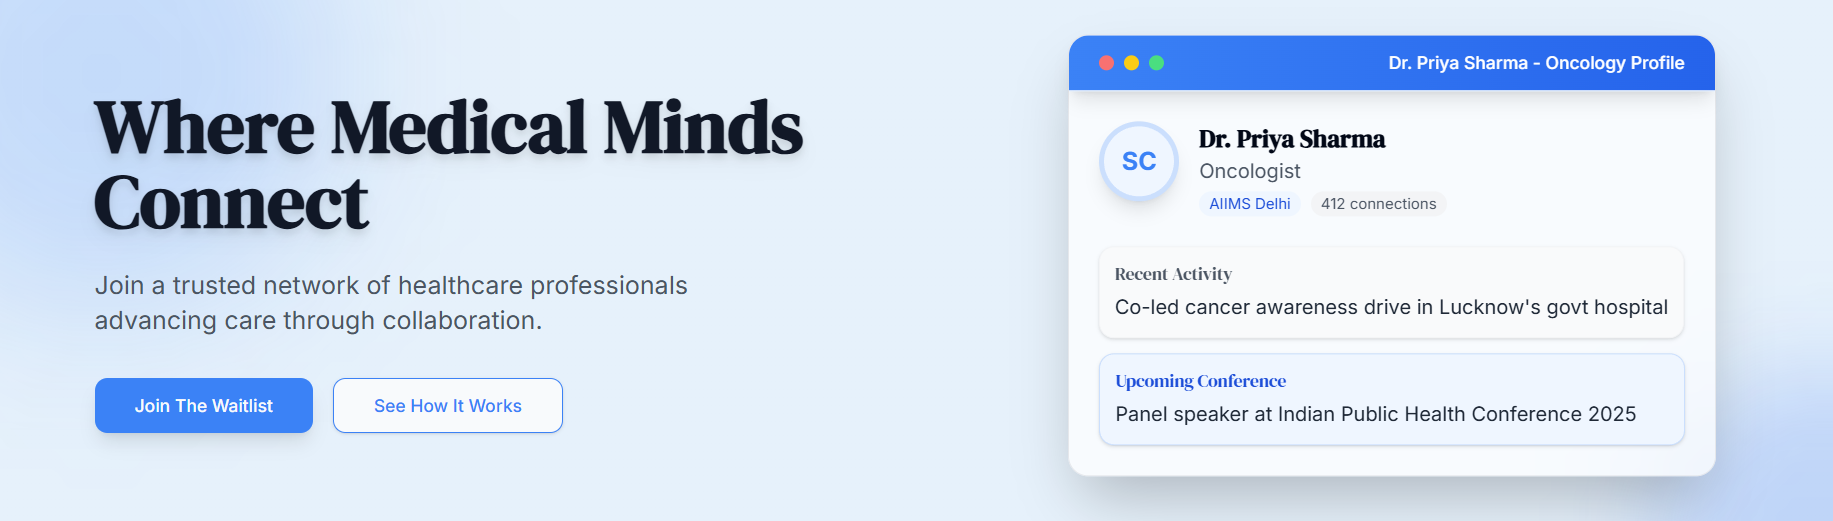 Where Medical Minds
Connect
Join a trusted network of healthcare professionals
advancing care through collaboration.
Join The Waitlist
See How It Works
Dr. Priya Sharma - Oncology Profile
SC
Dr. Priya Sharma
Oncologist
AIIMS Delhi
412 connections
Recent Activity
Co-led cancer awareness drive in Lucknow's govt hospital
Upcoming Conference
Panel speaker at Indian Public Health Conference 2025